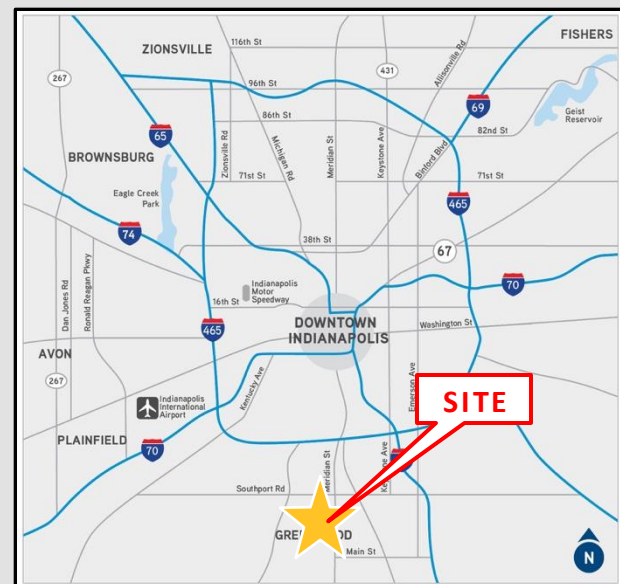 FISHERS
ZIONSVILLE
116th St
431
Allisonville Rd
267
96th St
69
Geist
Reservoir
86th St
82nd St
65
Zionsville Rd
Michigan Rd
Meridian St
Keystone Ave
Binford Blvd
BROWNSBURG
71st St
71st St
Eagle Creek
Park
465
74
38th St
67
Dan Jones Rd
Ronald Reagan Pkwy
Indianapolis
Motor
Speedway
70
16th St
465
DOWNTOWN
INDIANAPOLIS
Washington St
AVON
267
Kentucky Ave
Emerson Ave
SITE
Indianapolis
International
Airport
PLAINFIELD
70
Meridian St
Southport Rd
Main St
N